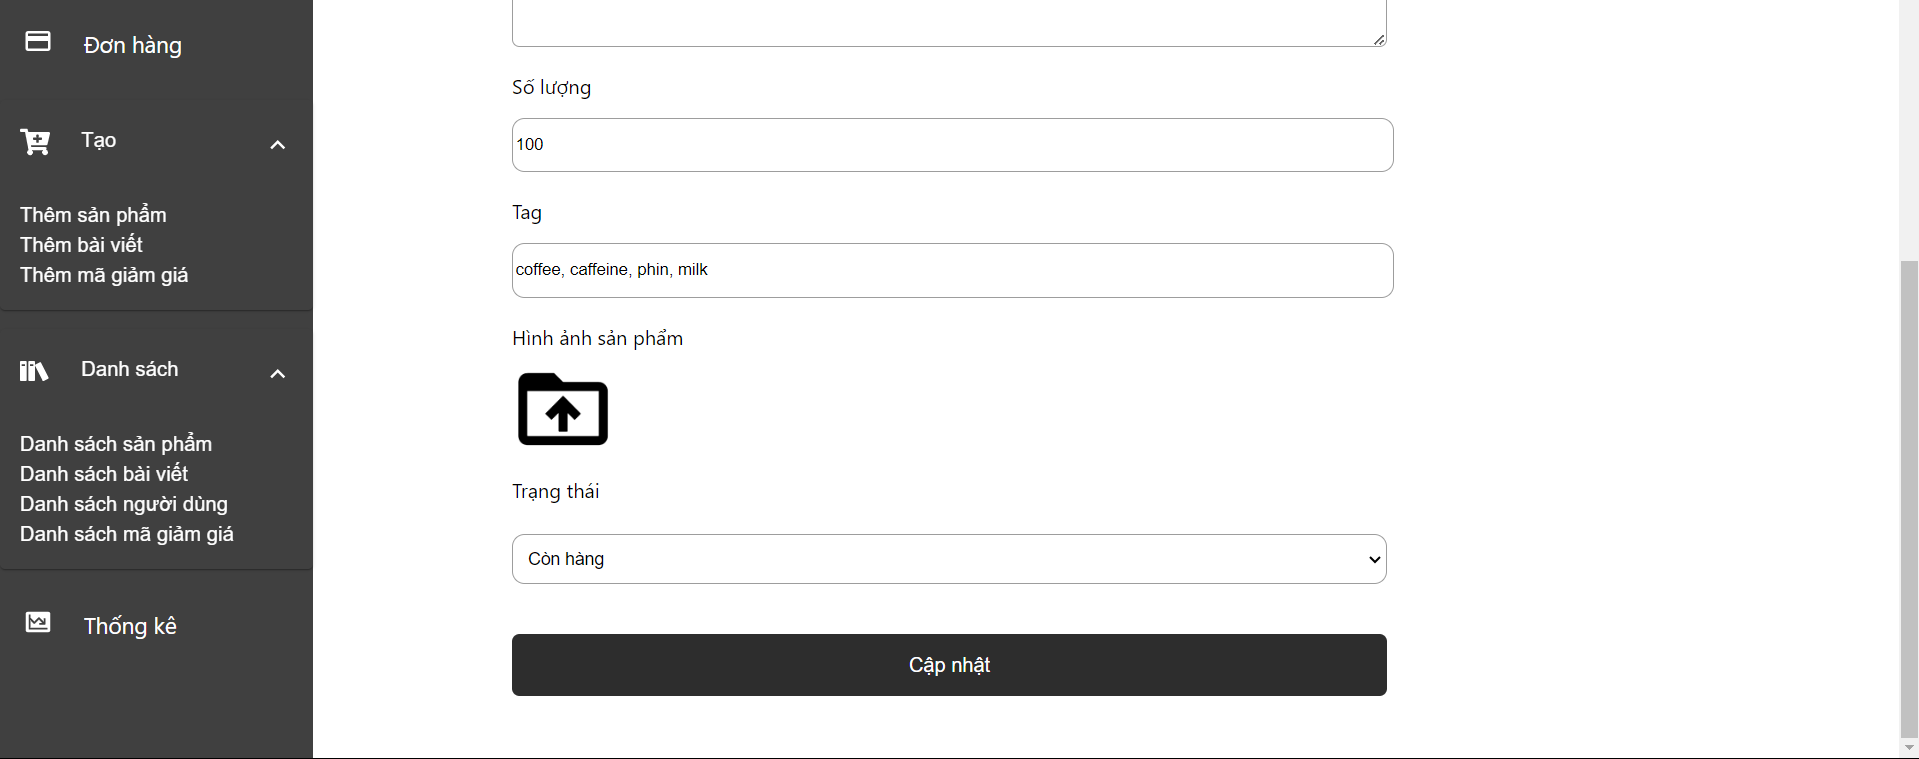 Đơn hàng
Tạo
Thêm sản phẩm
Thêm bài viết
Thêm mã giảm giá
Danh sách
Danh sách sản phẩm
Danh sách bài viết
Danh sách người dùng
Danh sách mã giảm giá
Thống kê
Số lượng
100
Tag
coffee, caffeine, phin, milk
Hình ảnh sản phẩm
Trạng thái
Còn hàng
Cập nhật